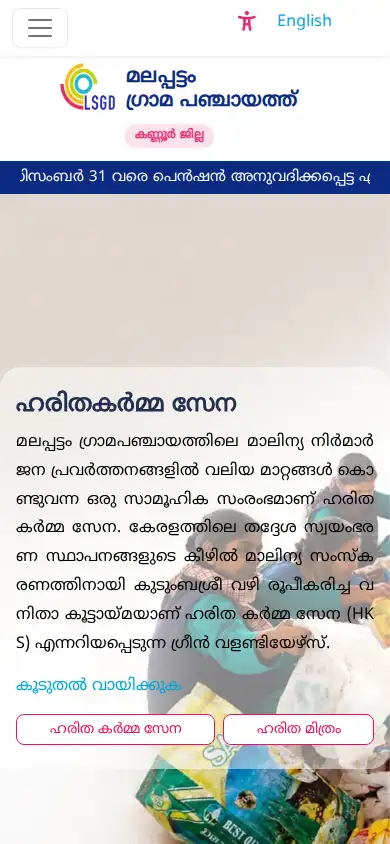 English
LSGD
മലപ്പട്ടം
ഗ്രാമ പഞ്ചായത്ത്
കണ്ണൂർ ജില്ല
ഡിസംബർ 31 വരെ പെൻഷൻ അനുവദിക്കപ്പെട്ട
ഹരിതകർമ്മ സേന
മലപ്പട്ടം ഗ്രാമപഞ്ചായത്തിലെ മാലിന്യ നിർമാർ
ജന പ്രവർത്തനങ്ങളിൽ വലിയ മാറ്റങ്ങൾ കൊ
ണ്ടുവന്ന ഒരു സാമൂഹിക സംരംഭമാണ് ഹരിത
കർമ്മ സേന. കേരളത്തിലെ തദ്ദേശ സ്വയംഭര
ണ സ്ഥാപനങ്ങളുടെ കീഴിൽ മാലിന്യ സംസ്ക
രണത്തിനായി കുടുംബശ്രീ വഴി രൂപീകരിച്ച വ
നിതാ കൂട്ടായ്മയാണ് ഹരിത കർമ്മ സേന (HK
S) എന്നറിയപ്പെടുന്ന ഗ്രീൻ വളണ്ടിയേഴ്സ്.
കൂടുതൽ വായിക്കുക
ഹരിത കർമ്മ സേന
ഹരിത മിത്രം